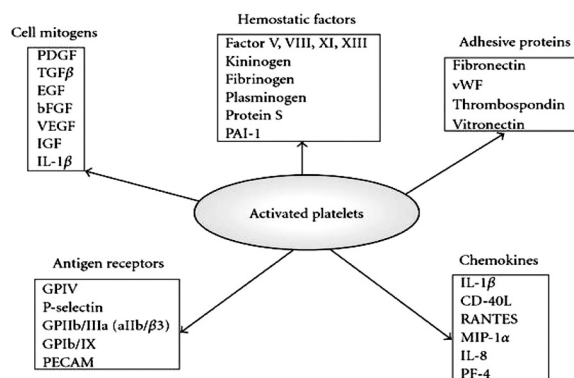 Cell mitogens
PDGF
TGFβ
EGF
bFGF
VEGF
IGF
IL-1β
Hemostatic factors
Factor V, VIII, XI, XIII
Kininogen
Fibrinogen
Plasminogen
Protein S
PAI-1
Adhesive proteins
Fibronectin
vWF
Thrombospondin
Vitronectin
Activated platelets
Antigen receptors
GPIV
P-selectin
GPIIb/IIIa (aIIb/β3)
GPIb/IX
PECAM
Chemokines
IL-1β
CD-40L
RANTES
MIP-1α
IL-8
PF-4